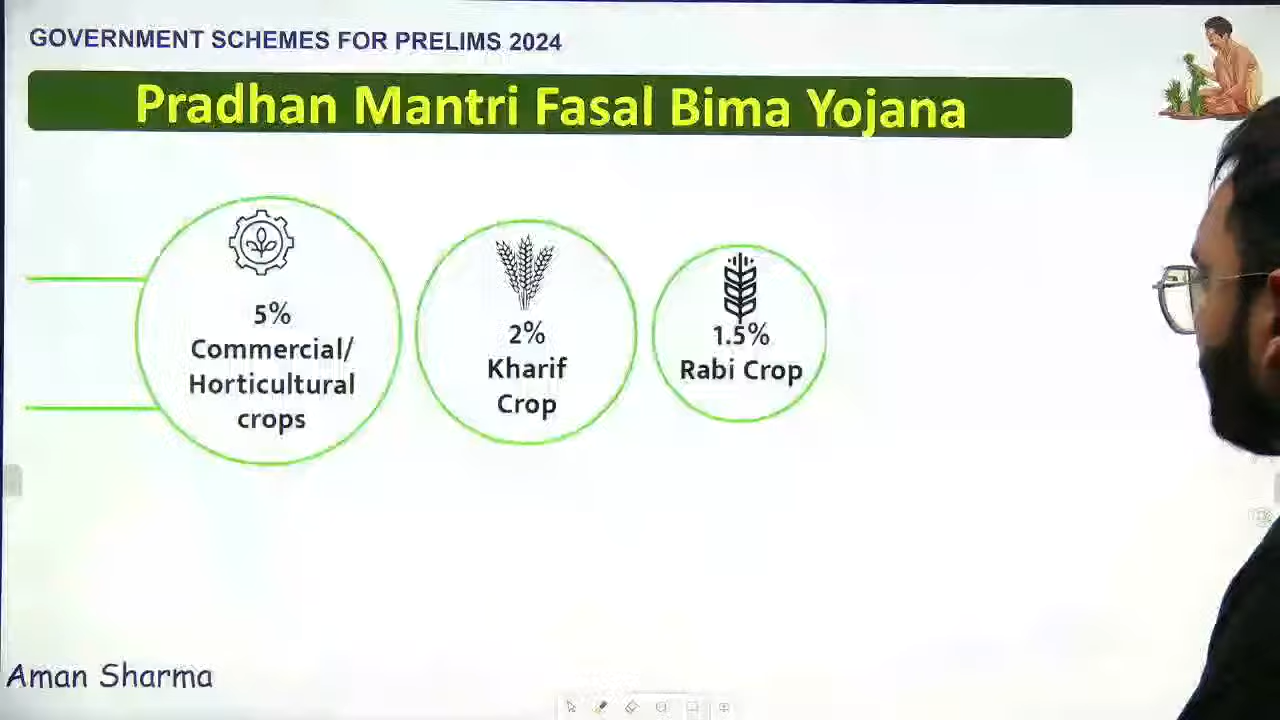 GOVERNMENT SCHEMES FOR PRELIMS 2024
Pradhan Mantri Fasal Bima Yojana
5%
Commercial/
Horticultural
crops
2%
Kharif
Crop
1.5%
Rabi Crop
Aman Sharma